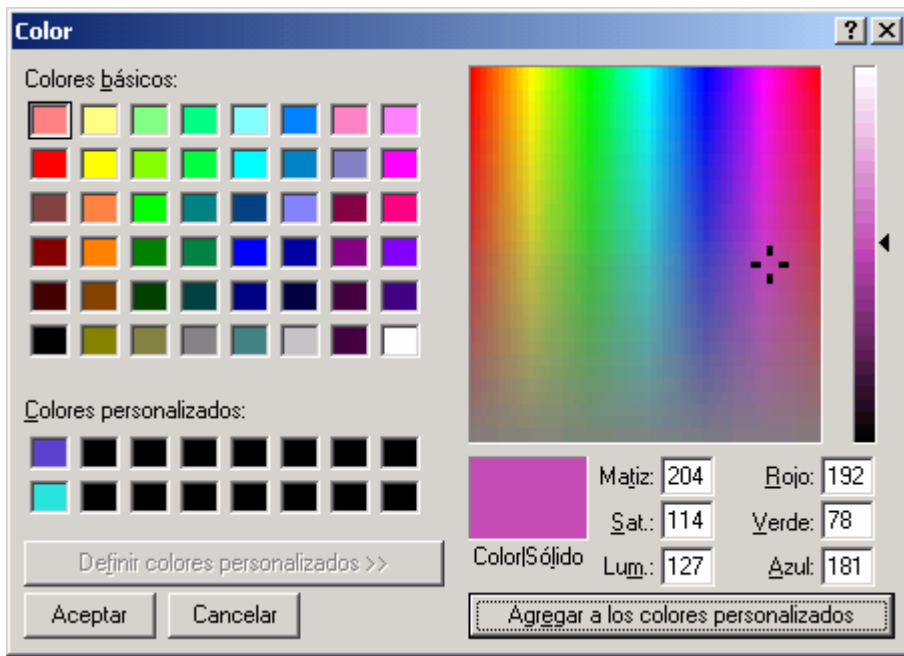 Color
Colores básicos:
Colores personalizados:
Definir colores personalizados >>
Aceptar Cancelar
Color|Sólido
Matiz: 204 Rojo: 192
Sat.: 114 Verde: 78
Lum.: 127 Azul: 181
Agregar a los colores personalizados